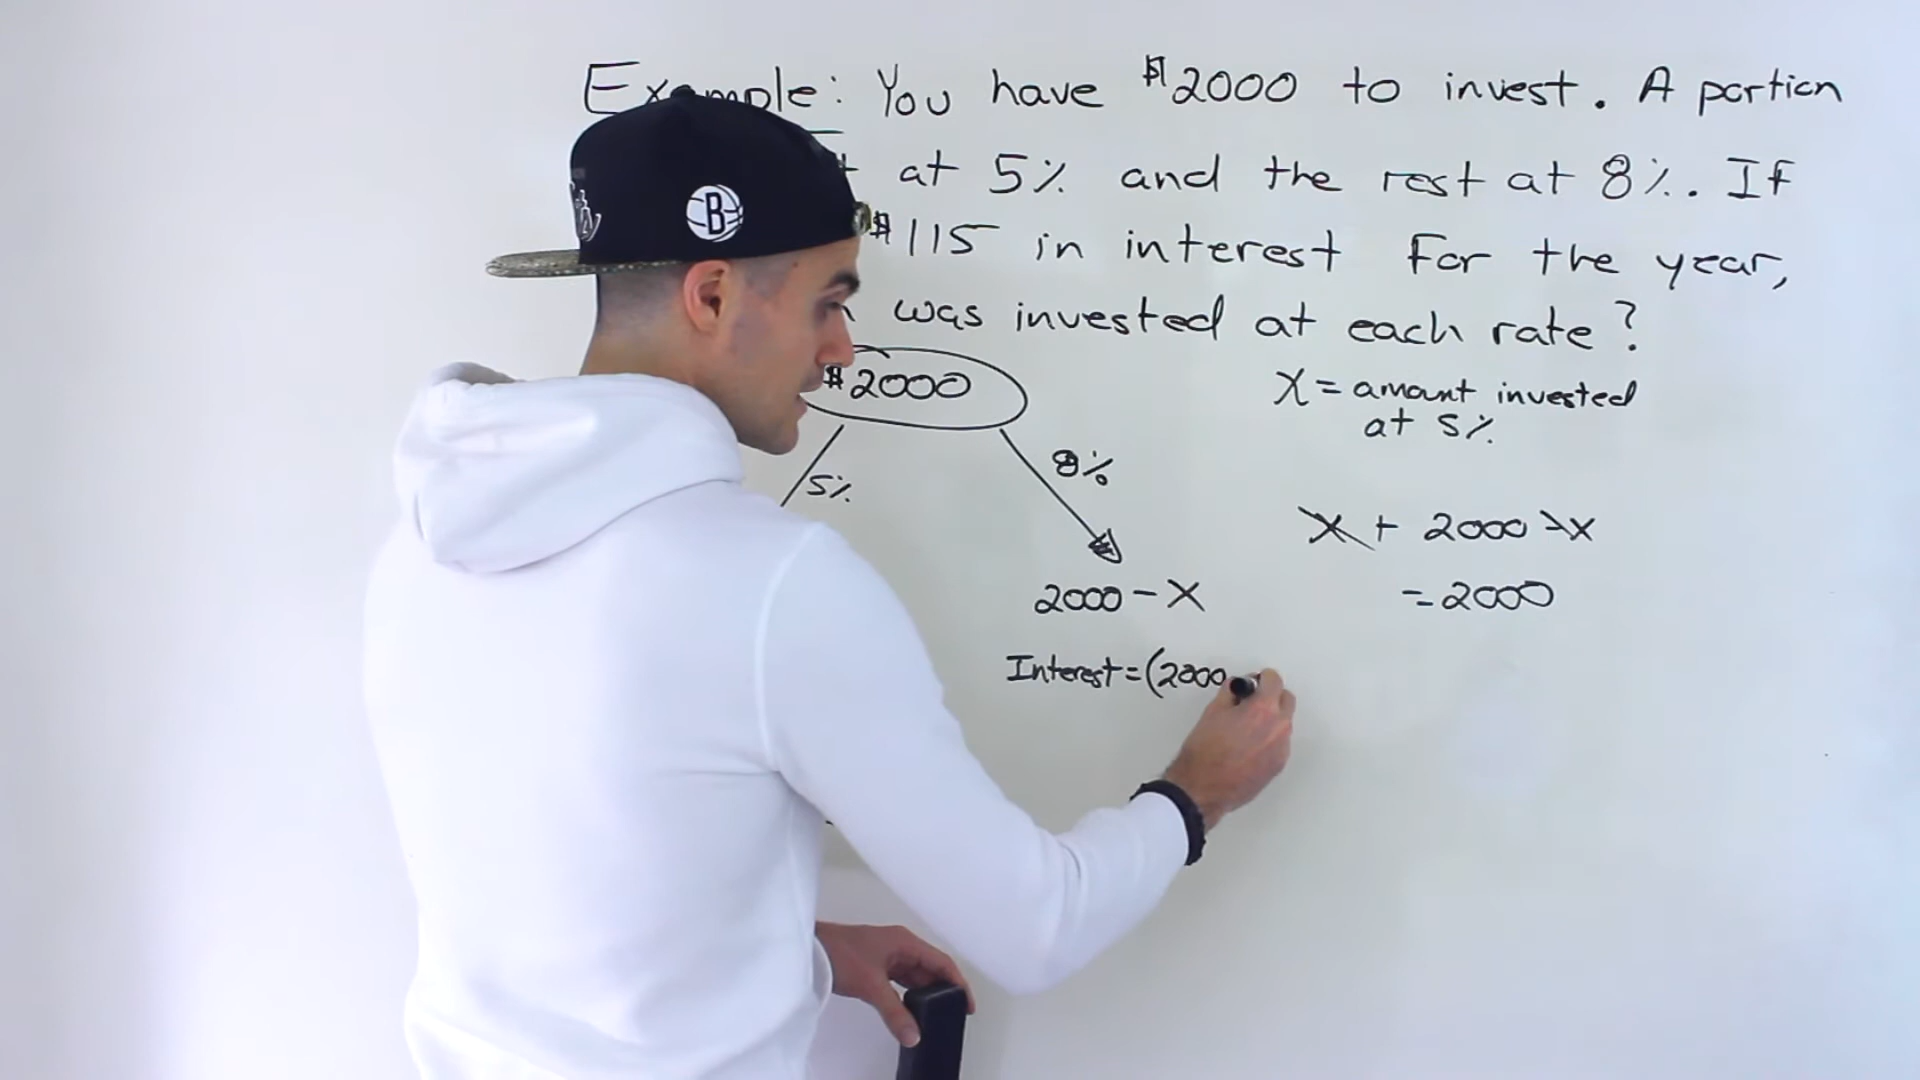 Example: You have $2000 to invest. A portion
at 5% and the rest at 8%. If
$115 in interest for the year,
was invested at each rate?
$2000
X = amount invested
at 5%
5%
8%
X + 2000 - X
= 2000
2000 - X
Interest = (2000
B